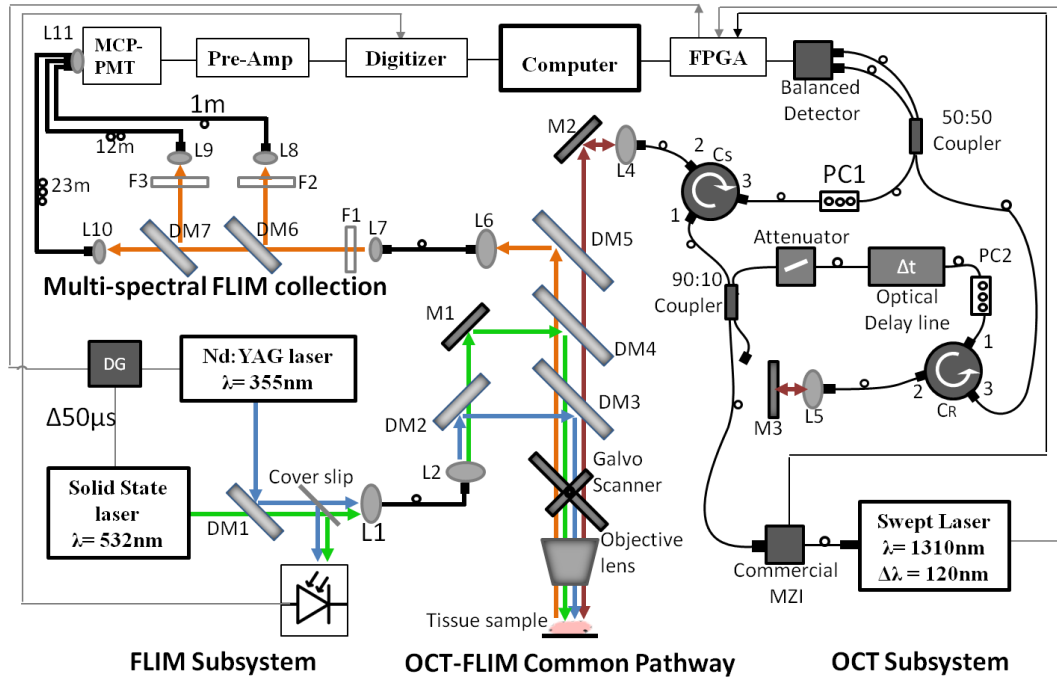 L11
MCP-
PMT
Pre-Amp
Digitizer
Computer
FPGA
Balanced
Detector
50:50
Coupler
1m
12m
23m
L9
L8
F3
F2
F1
L10
DM7
DM6
L7
L6
Multi-spectral FLIM collection
M2
L4
2
Cs
3
1
PC1
DM5
Attenuator
90:10
Coupler
Δt
Optical
Delay line
PC2
M1
DM4
DM2
DM3
1
2
3
CR
M3
L5
DG
Nd:YAG laser
λ= 355nm
Δ50μs
Solid State
laser
λ= 532nm
DM1
Cover slip
L1
L2
Galvo
Scanner
Objective
lens
Tissue sample
Commercial
MZI
Swept Laser
λ= 1310nm
Δλ = 120nm
FLIM Subsystem
OCT-FLIM Common Pathway
OCT Subsystem